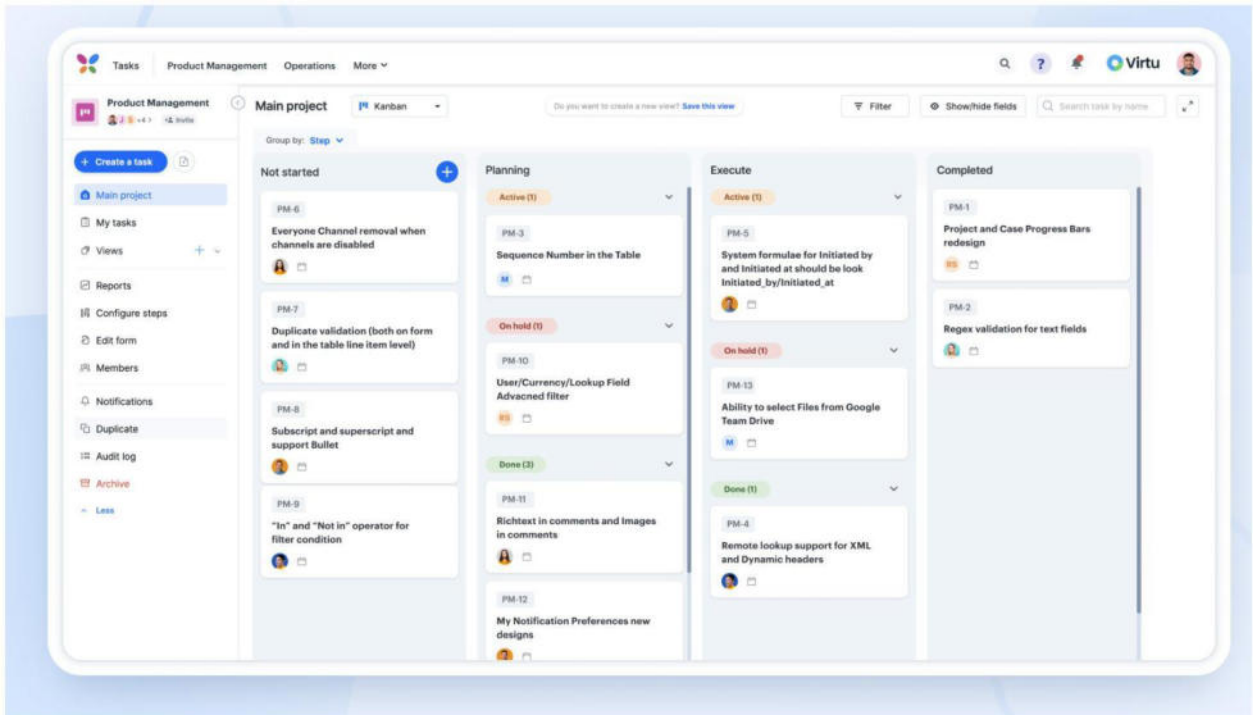 Tasks
Product Management
Operations
More
?
Virtu
Product Management
J S +4 > Invite
Main project
Kanban
Do you want to create a new view? Save this view
Filter
Show/hide fields
Search task by name
Group by: Step
+ Create a task
Main project
My tasks
Views
+
Reports
Configure steps
Edit form
Members
Notifications
Duplicate
Audit log
Archive
Less
Not started
+
PM-6
Everyone Channel removal when
channels are disabled
PM-7
Duplicate validation (both on form
and in the table line item level)
PM-8
Subscript and superscript and
support Bullet
PM-9
"In" and "Not in" operator for
filter condition
Planning
Active (1)
PM-3
Sequence Number in the Table
M
On hold (1)
PM-10
User/Currency/Lookup Field
Advacned filter
RS
Done (3)
PM-11
Richtext in comments and Images
in comments
PM-12
My Notification Preferences new
designs
Execute
Active (1)
PM-5
System formulae for Initiated by
and Initiated at should be look
Initiated_by/Initiated_at
On hold (1)
PM-13
Ability to select Files from Google
Team Drive
M
Done (1)
PM-4
Remote lookup support for XML
and Dynamic headers
Completed
PM-1
Project and Case Progress Bars
redesign
RS
PM-2
Regex validation for text fields